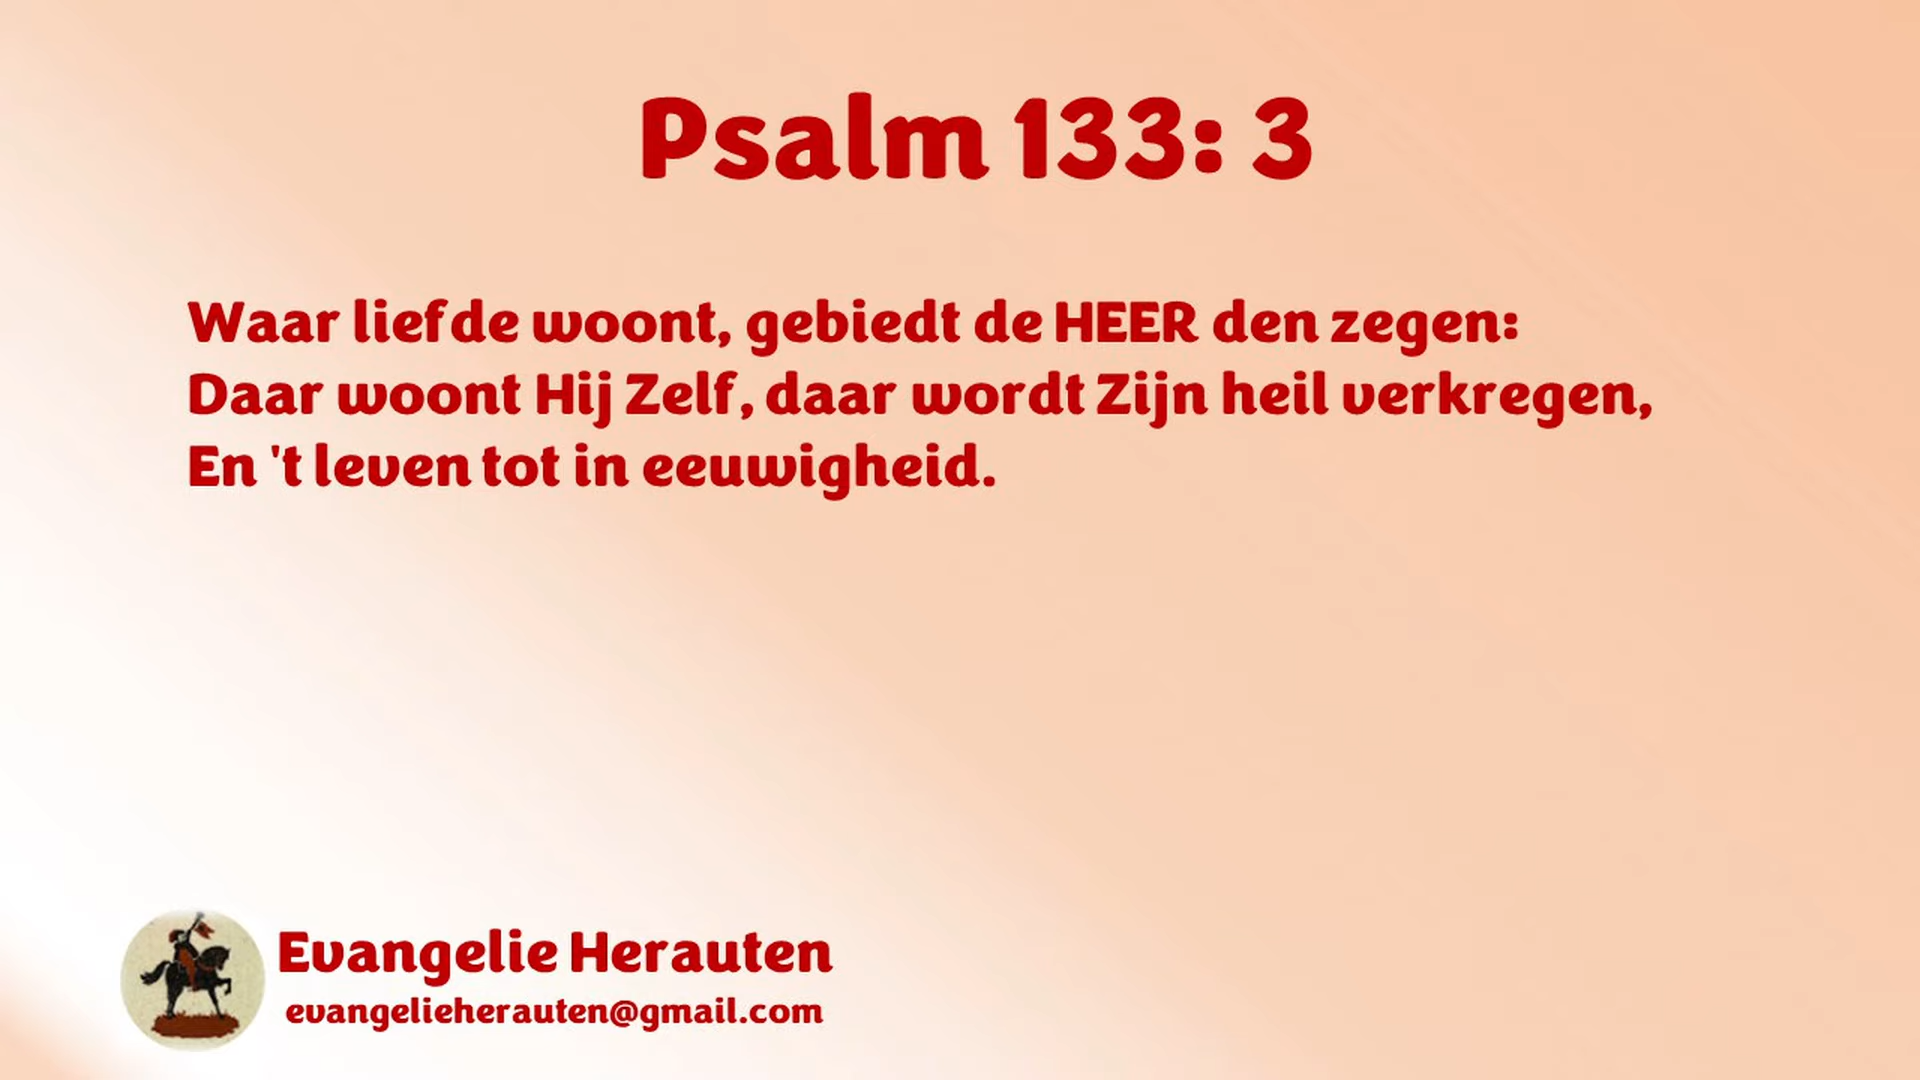 Psalm 133: 3
Waar liefde woont, gebiedt de HEER den zegen:
Daar woont Hij Zelf, daar wordt Zijn heil verkregen,
En 't leven tot in eeuwigheid.
Evangelie Herauten
evangelieherauten@gmail.com